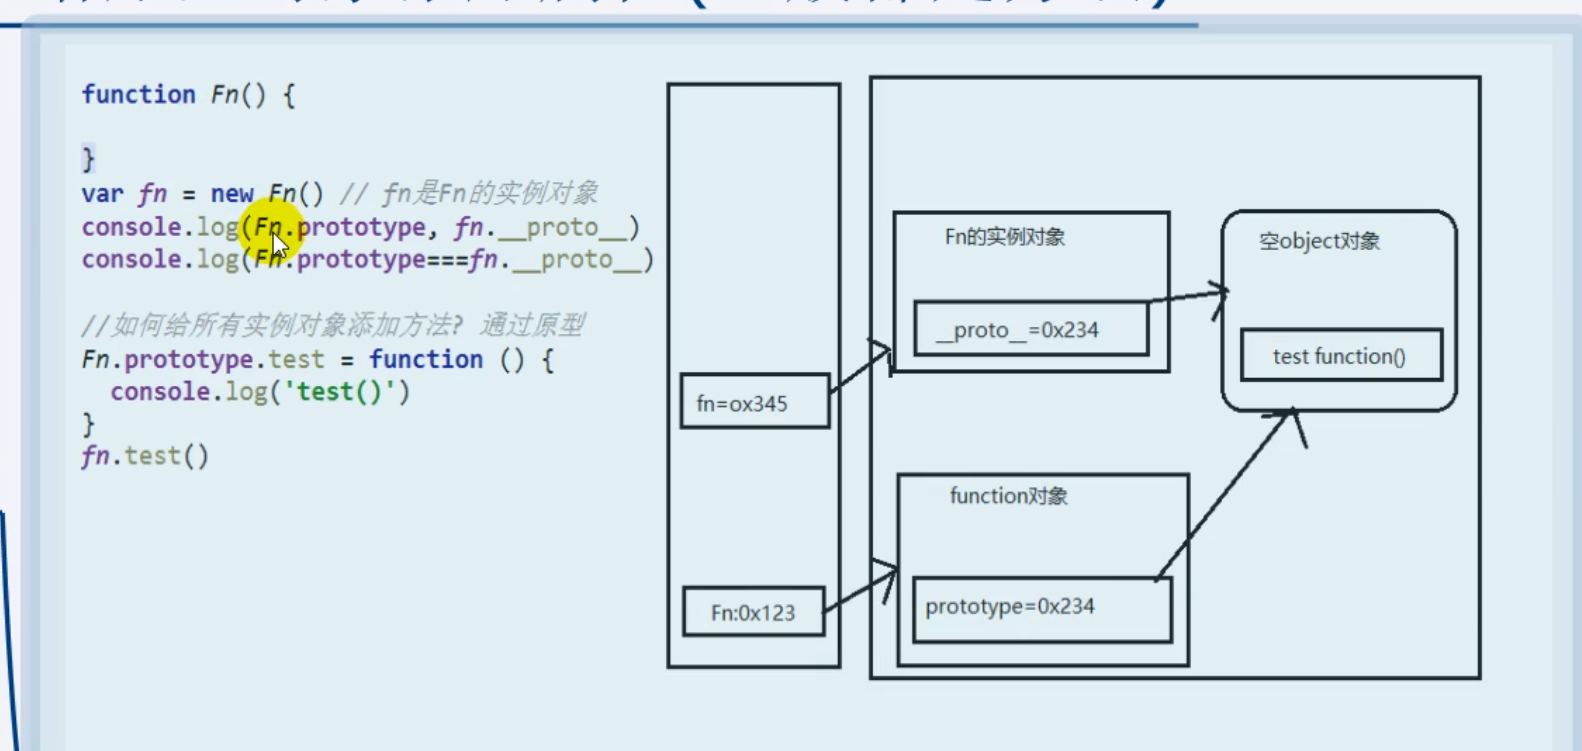 function Fn() {
}
var fn = new Fn() // fn是Fn的实例对象
console.log(Fn.prototype, fn.__proto__)
console.log(Fn.prototype===fn.__proto__)
//如何给所有实例对象添加方法? 通过原型
Fn.prototype.test = function () {
console.log('test()')
}
fn.test()
fn=ox345
Fn:0x123
Fn的实例对象
__proto__=0x234
空object对象
test function()
function对象
prototype=0x234